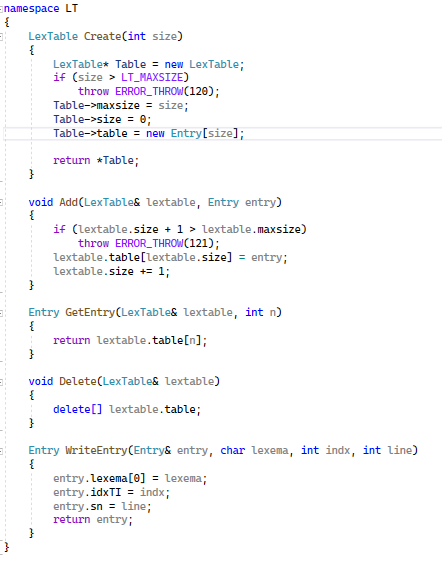 namespace LT
{
    LexTable Create(int size)
    {
        LexTable* Table = new LexTable;
        if (size > LT_MAXSIZE)
            throw ERROR_THROW(120);
        Table->maxsize = size;
        Table->size = 0;
        Table->table = new Entry[size];

        return *Table;
    }

    void Add(LexTable& lextable, Entry entry)
    {
        if (lextable.size + 1 > lextable.maxsize)
            throw ERROR_THROW(121);
        lextable.table[lextable.size] = entry;
        lextable.size += 1;
    }

    Entry GetEntry(LexTable& lextable, int n)
    {
        return lextable.table[n];
    }

    void Delete(LexTable& lextable)
    {
        delete[] lextable.table;
    }

    Entry WriteEntry(Entry& entry, char lexema, int indx, int line)
    {
        entry.lexema[0] = lexema;
        entry.idxTI = indx;
        entry.sn = line;
        return entry;
    }
}